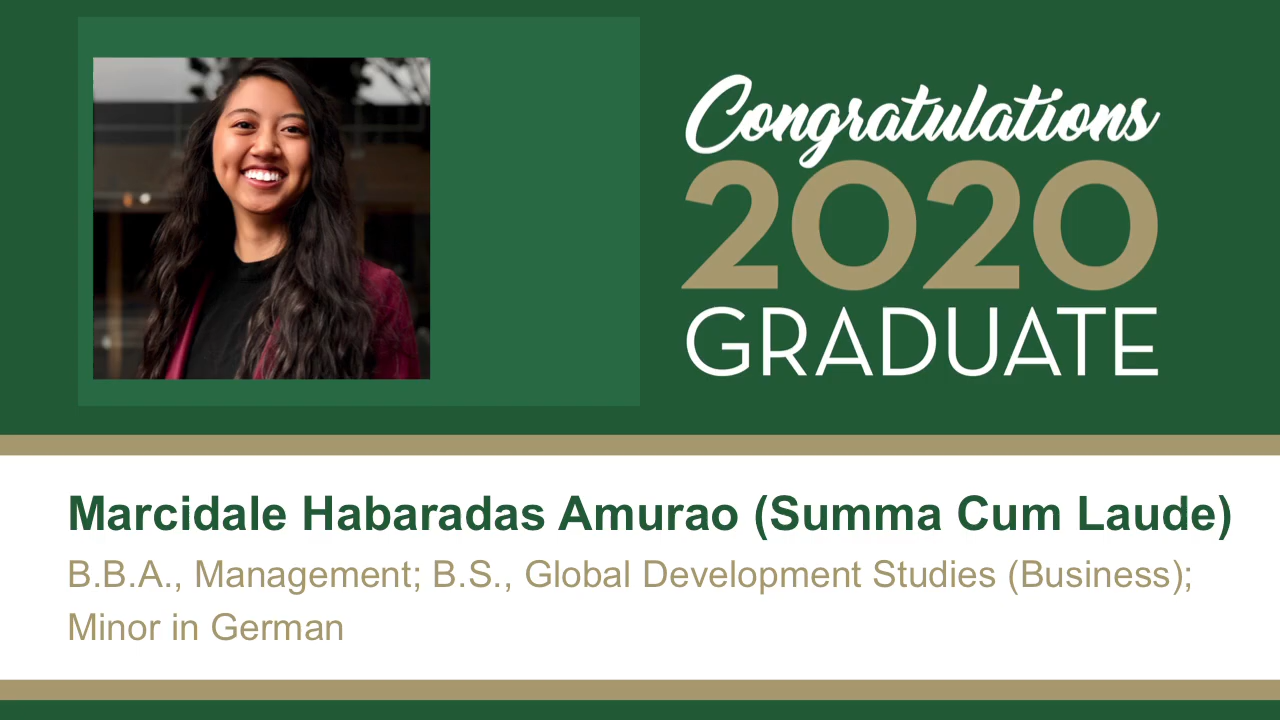 Congratulations
2020
GRADUATE
Marcidale Habaradas Amurao (Summa Cum Laude)
B.B.A., Management; B.S., Global Development Studies (Business);
Minor in German